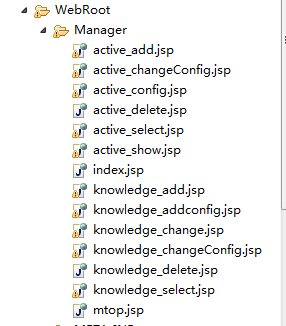 WebRoot
Manager
active_add.jsp
active_changeConfig.jsp
active_config.jsp
active_delete.jsp
active_select.jsp
active_show.jsp
index.jsp
knowledge_add.jsp
knowledge_addconfig.jsp
knowledge_change.jsp
knowledge_changeConfig.jsp
knowledge_delete.jsp
knowledge_select.jsp
mtop.jsp